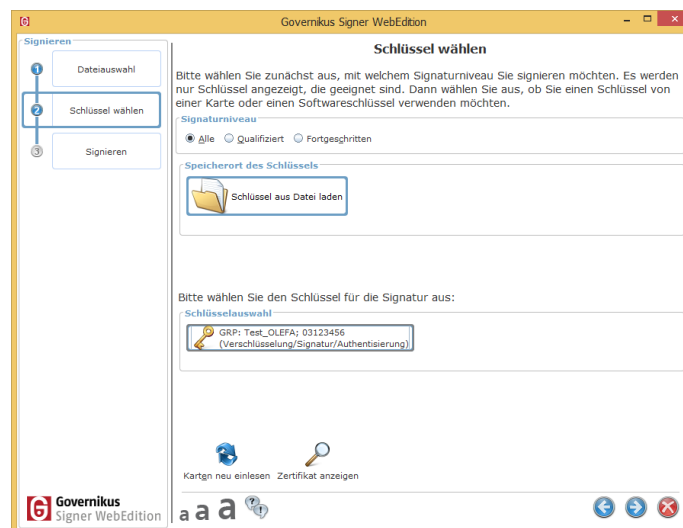 Governikus Signer WebEdition
Signieren
1 Dateiauswahl
2 Schlüssel wählen
3 Signieren
Schlüssel wählen
Bitte wählen Sie zunächst aus, mit welchem Signaturniveau Sie signieren möchten. Es werden
nur Schlüssel angezeigt, die geeignet sind. Dann wählen Sie aus, ob Sie einen Schlüssel von
einer Karte oder einen Softwareschlüssel verwenden möchten.
Signaturniveau
Alle Qualifiziert Fortgeschritten
Speicherort des Schlüssels
Schlüssel aus Datei laden
Bitte wählen Sie den Schlüssel für die Signatur aus:
Schlüsselauswahl
GRP: Test_OLEFA; 03123456
(Verschlüsselung/Signatur/Authentisierung)
Karten neu einlesen Zertifikat anzeigen
Governikus
Signer WebEdition
a a a